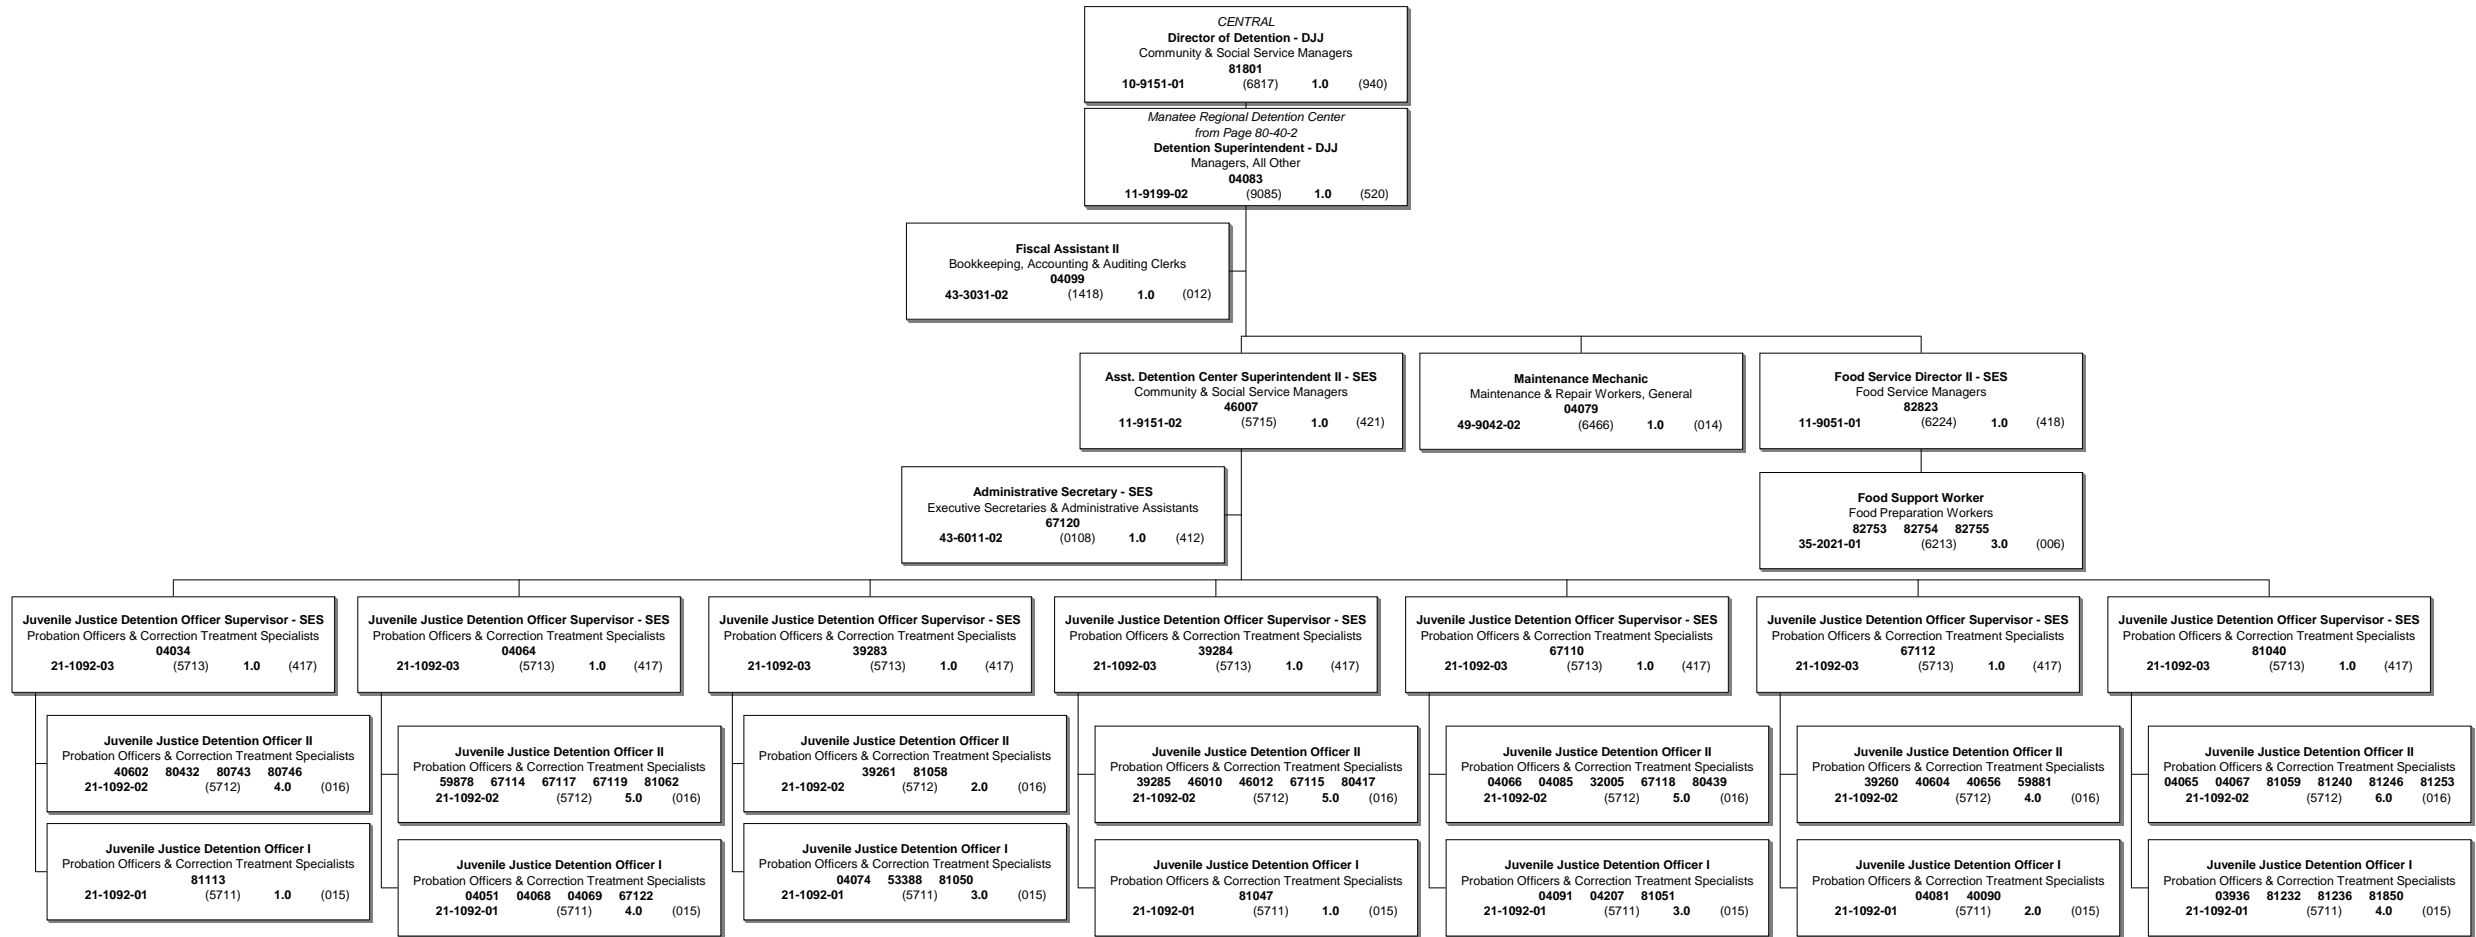 CENTRAL
Director of Detention - DJJ
Community & Social Service Managers
81801
10-9151-01 (6817) 1.0 (940)
Manatee Regional Detention Center
from Page 80-40-2
Detention Superintendent - DJJ
Managers, All Other
04083
11-9199-02 (9085) 1.0 (520)
Fiscal Assistant II
Bookkeeping, Accounting & Auditing Clerks
04099
43-3031-02 (1418) 1.0 (012)
Asst. Detention Center Superintendent II - SES
Community & Social Service Managers
46007
11-9151-02 (5715) 1.0 (421)
Maintenance Mechanic
Maintenance & Repair Workers, General
04079
49-9042-02 (6466) 1.0 (014)
Food Service Director II - SES
Food Service Managers
82823
11-9051-01 (6224) 1.0 (418)
Administrative Secretary - SES
Executive Secretaries & Administrative Assistants
67120
43-6011-02 (0108) 1.0 (412)
Food Support Worker
Food Preparation Workers
82753 82754 82755
35-2021-01 (6213) 3.0 (006)
Juvenile Justice Detention Officer Supervisor - SES
Probation Officers & Correction Treatment Specialists
04034
21-1092-03 (5713) 1.0 (417)
Juvenile Justice Detention Officer Supervisor - SES
Probation Officers & Correction Treatment Specialists
04064
21-1092-03 (5713) 1.0 (417)
Juvenile Justice Detention Officer Supervisor - SES
Probation Officers & Correction Treatment Specialists
39283
21-1092-03 (5713) 1.0 (417)
Juvenile Justice Detention Officer Supervisor - SES
Probation Officers & Correction Treatment Specialists
39284
21-1092-03 (5713) 1.0 (417)
Juvenile Justice Detention Officer Supervisor - SES
Probation Officers & Correction Treatment Specialists
67110
21-1092-03 (5713) 1.0 (417)
Juvenile Justice Detention Officer Supervisor - SES
Probation Officers & Correction Treatment Specialists
67112
21-1092-03 (5713) 1.0 (417)
Juvenile Justice Detention Officer Supervisor - SES
Probation Officers & Correction Treatment Specialists
81040
21-1092-03 (5713) 1.0 (417)
Juvenile Justice Detention Officer II
Probation Officers & Correction Treatment Specialists
40602 80432 80743 80746
21-1092-02 (5712) 4.0 (016)
Juvenile Justice Detention Officer II
Probation Officers & Correction Treatment Specialists
59878 67114 67117 67119 81062
21-1092-02 (5712) 5.0 (016)
Juvenile Justice Detention Officer II
Probation Officers & Correction Treatment Specialists
39261 81058
21-1092-02 (5712) 2.0 (016)
Juvenile Justice Detention Officer II
Probation Officers & Correction Treatment Specialists
39285 46010 46012 67115 80417
21-1092-02 (5712) 5.0 (016)
Juvenile Justice Detention Officer II
Probation Officers & Correction Treatment Specialists
04066 04085 32005 67118 80439
21-1092-02 (5712) 5.0 (016)
Juvenile Justice Detention Officer II
Probation Officers & Correction Treatment Specialists
39260 40604 40656 59881
21-1092-02 (5712) 4.0 (016)
Juvenile Justice Detention Officer II
Probation Officers & Correction Treatment Specialists
04065 04067 81059 81240 81246 81253
21-1092-02 (5712) 6.0 (016)
Juvenile Justice Detention Officer I
Probation Officers & Correction Treatment Specialists
81113
21-1092-01 (5711) 1.0 (015)
Juvenile Justice Detention Officer I
Probation Officers & Correction Treatment Specialists
04051 04068 04069 67122
21-1092-01 (5711) 4.0 (015)
Juvenile Justice Detention Officer I
Probation Officers & Correction Treatment Specialists
04074 53388 81050
21-1092-01 (5711) 3.0 (015)
Juvenile Justice Detention Officer I
Probation Officers & Correction Treatment Specialists
81047
21-1092-01 (5711) 1.0 (015)
Juvenile Justice Detention Officer I
Probation Officers & Correction Treatment Specialists
04091 04207 81051
21-1092-01 (5711) 3.0 (015)
Juvenile Justice Detention Officer I
Probation Officers & Correction Treatment Specialists
04081 40090
21-1092-01 (5711) 2.0 (015)
Juvenile Justice Detention Officer I
Probation Officers & Correction Treatment Specialists
03936 81232 81236 81850
21-1092-01 (5711) 4.0 (015)